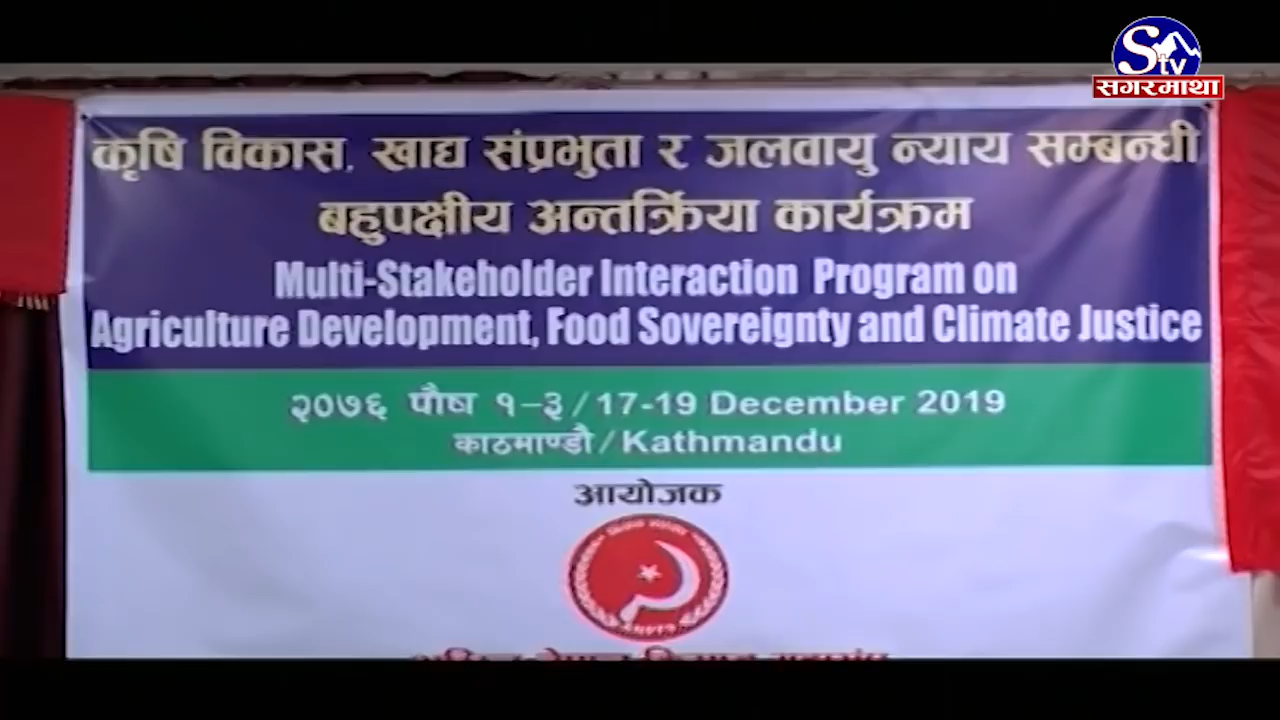 Stv
सगरमाथा
कृषि विकास, खाद्य संप्रभुता र जलवायु न्याय सम्बन्धी
बहुपक्षीय अन्तर्क्रिया कार्यक्रम
Multi-Stakeholder Interaction Program on
Agriculture Development, Food Sovereignty and Climate Justice
२०७६ पौष १-३ / 17-19 December 2019
काठमाण्डौ / Kathmandu
आयोजक